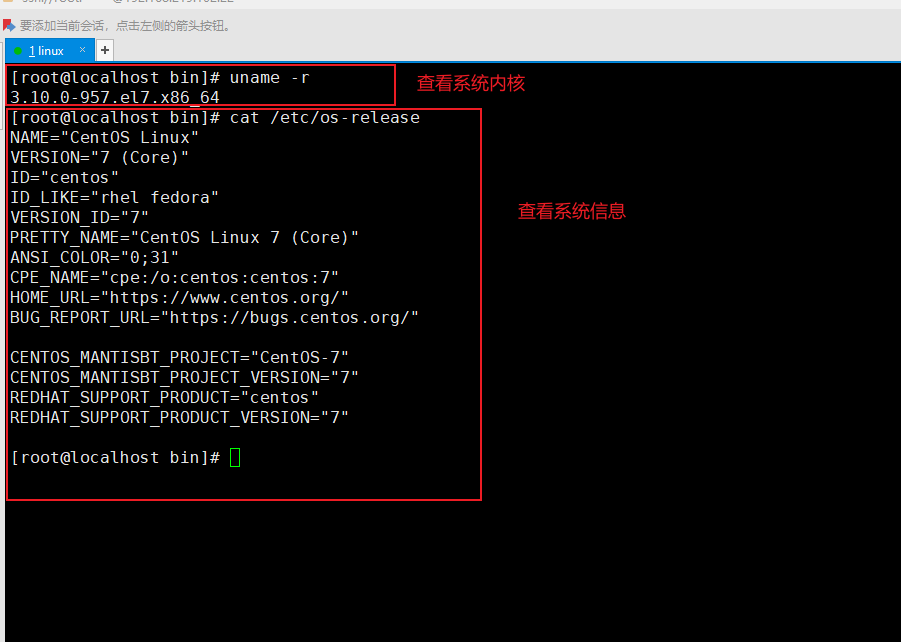 要添加当前会话，点击左侧的箭头按钮。
1 linux × +
[root@localhost bin]# uname -r
查看系统内核
3.10.0-957.el7.x86_64
[root@localhost bin]# cat /etc/os-release
NAME="CentOS Linux"
VERSION="7 (Core)"
ID="centos"
ID_LIKE="rhel fedora"
查看系统信息
VERSION_ID="7"
PRETTY_NAME="CentOS Linux 7 (Core)"
ANSI_COLOR="0;31"
CPE_NAME="cpe:/o:centos:centos:7"
HOME_URL="https://www.centos.org/"
BUG_REPORT_URL="https://bugs.centos.org/"
CENTOS_MANTISBT_PROJECT="CentOS-7"
CENTOS_MANTISBT_PROJECT_VERSION="7"
REDHAT_SUPPORT_PRODUCT="centos"
REDHAT_SUPPORT_PRODUCT_VERSION="7"
[root@localhost bin]#